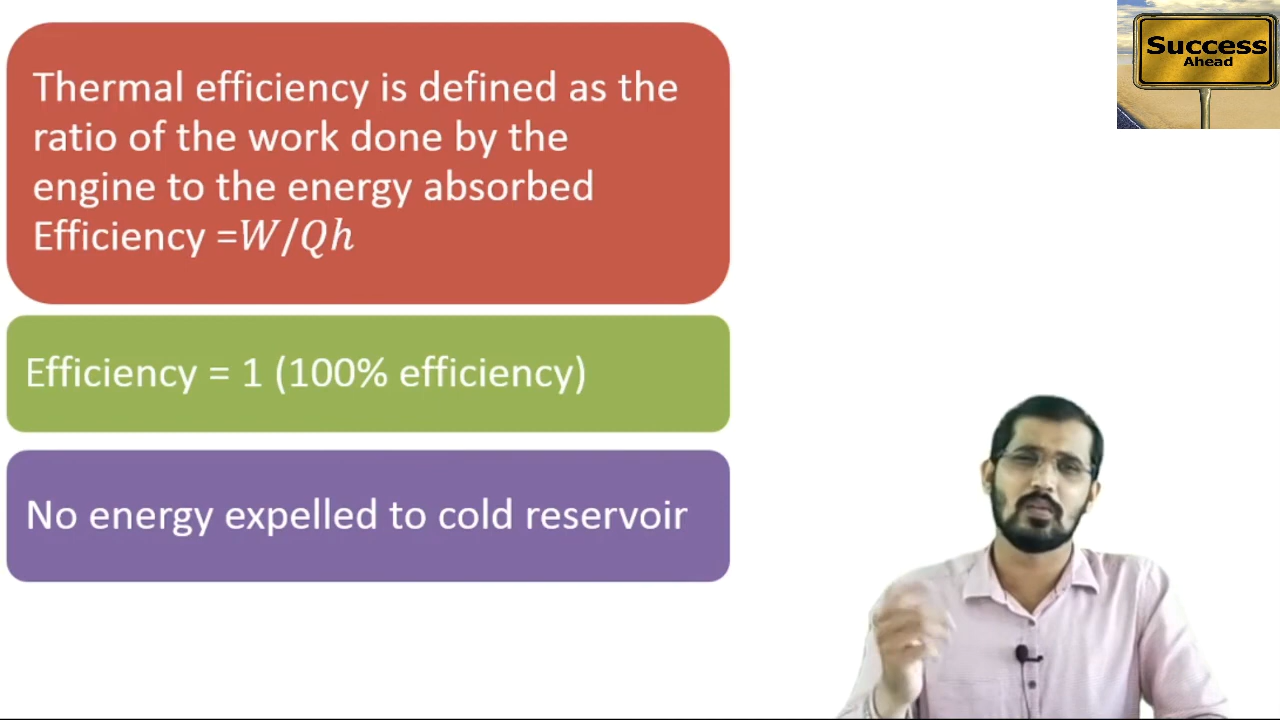 Thermal efficiency is defined as the
ratio of the work done by the
engine to the energy absorbed
Efficiency =W/Qh
Efficiency = 1 (100% efficiency)
No energy expelled to cold reservoir
Success
Ahead